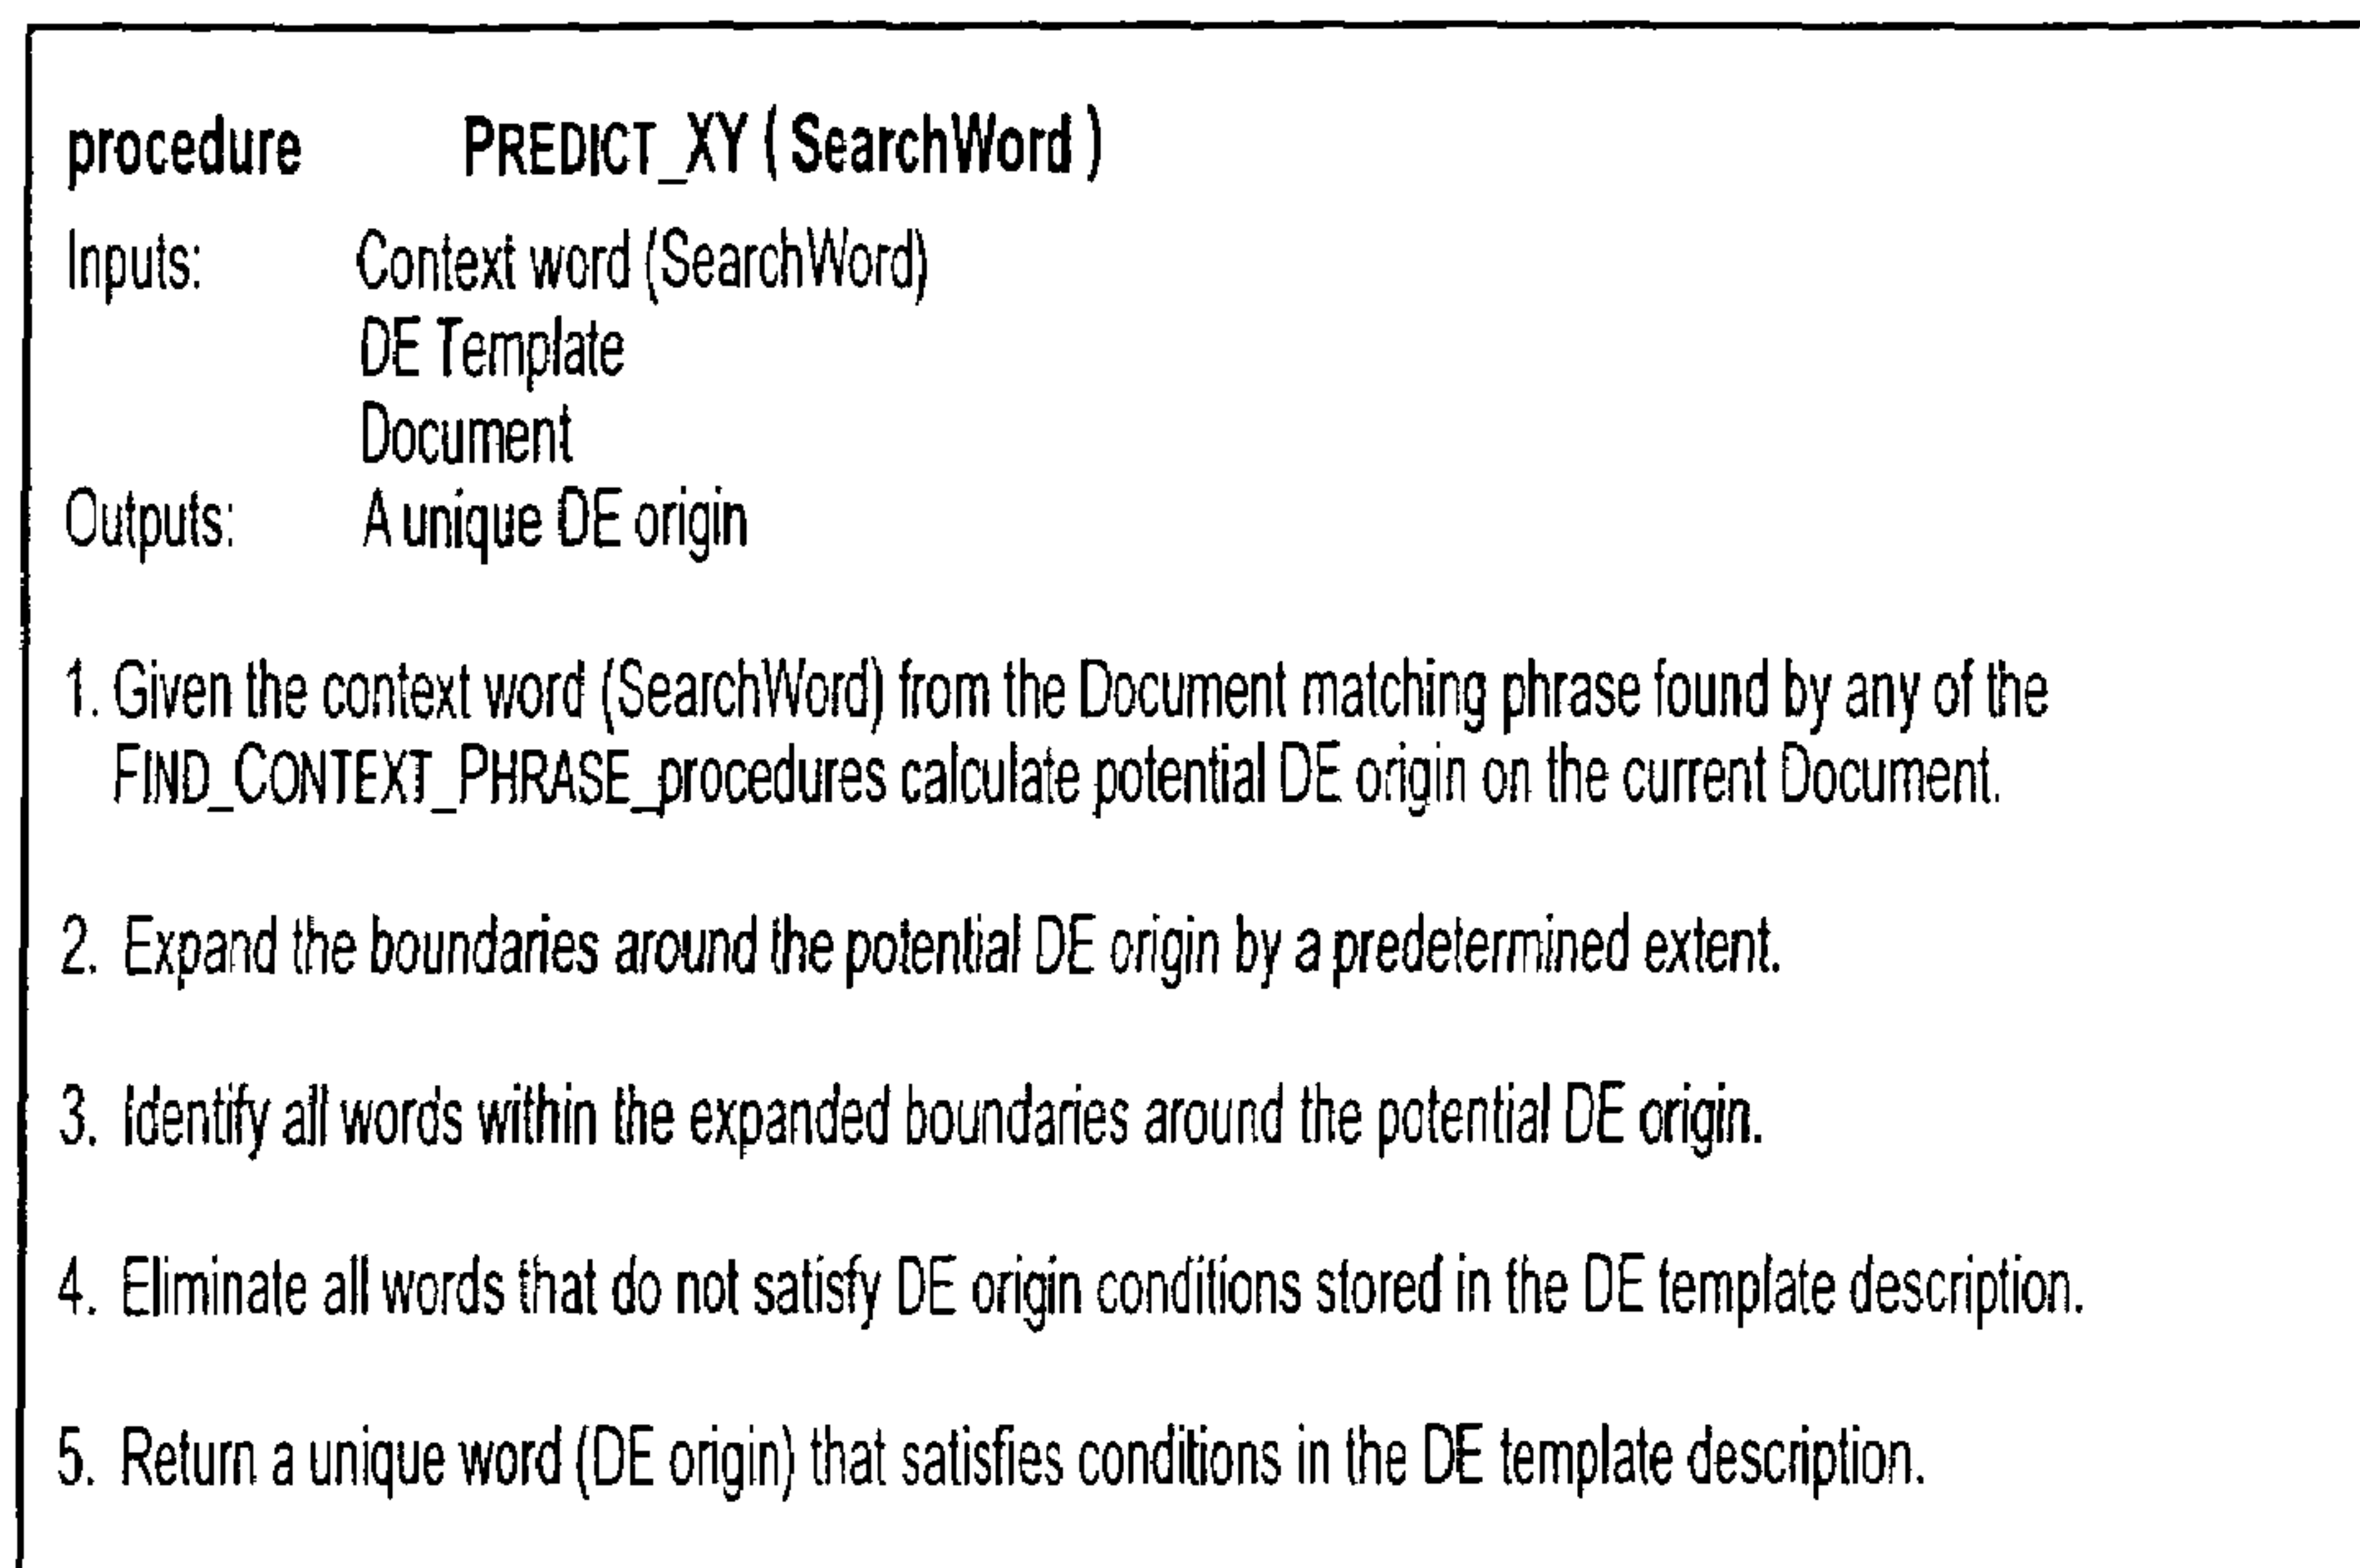 procedure PREDICT_XY ( SearchWord )
Inputs: Context word (SearchWord)
DE Template
Document
Outputs: A unique DE origin
1. Given the context word (SearchWord) from the Document matching phrase found by any of the
FIND_CONTEXT_PHRASE_procedures calculate potential DE origin on the current Document.
2. Expand the boundaries around the potential DE origin by a predetermined extent.
3. Identify all words within the expanded boundaries around the potential DE origin.
4. Eliminate all words that do not satisfy DE origin conditions stored in the DE template description.
5. Return a unique word (DE origin) that satisfies conditions in the DE template description.